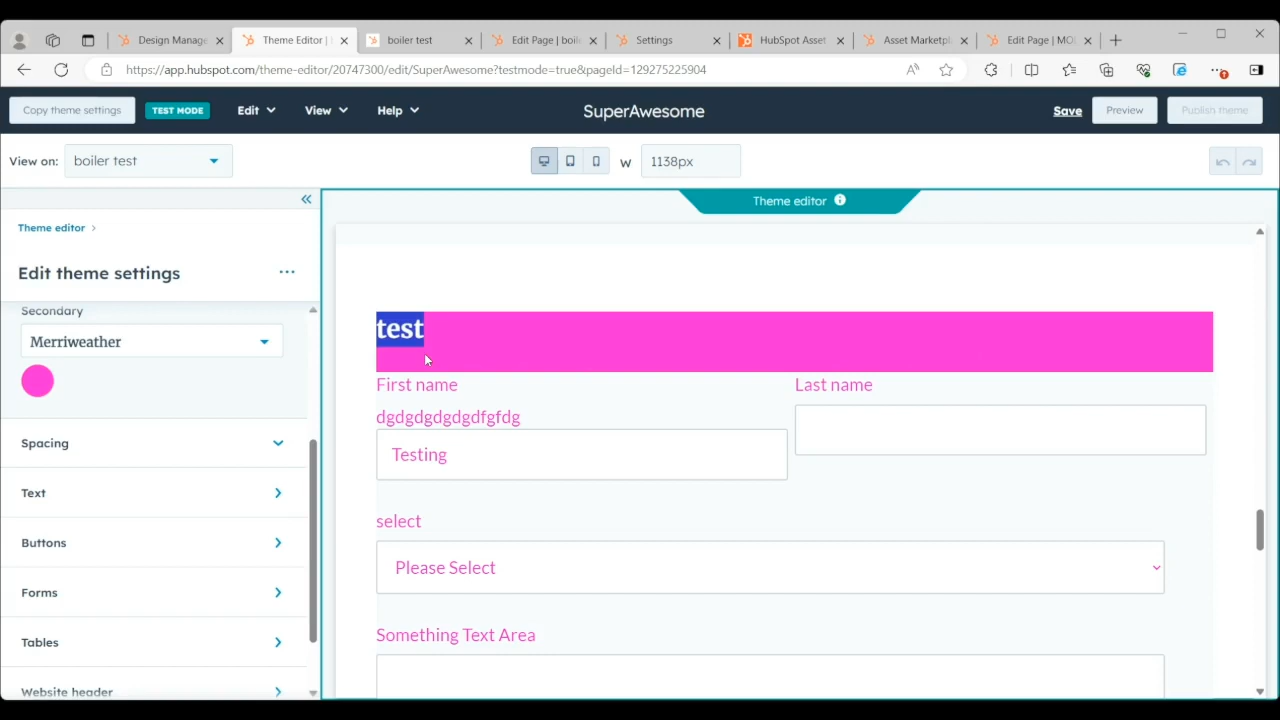 Design Manage
Theme Editor |
boiler test
Edit Page | boil
Settings
HubSpot Asset
Asset Marketpl
Edit Page | MO
https://app.hubspot.com/theme-editor/20747300/edit/SuperAwesome?testmode=true&pageId=129275225904
Copy theme settings
TEST MODE
Edit
View
Help
SuperAwesome
Save
Preview
Publish theme
View on:
boiler test
W
1138px
Theme editor
Theme editor
Edit theme settings
Secondary
Merriweather
Spacing
Text
Buttons
Forms
Tables
Website header
test
First name
Last name
dgdgdgdgdgdfgfdg
Testing
select
Please Select
Something Text Area